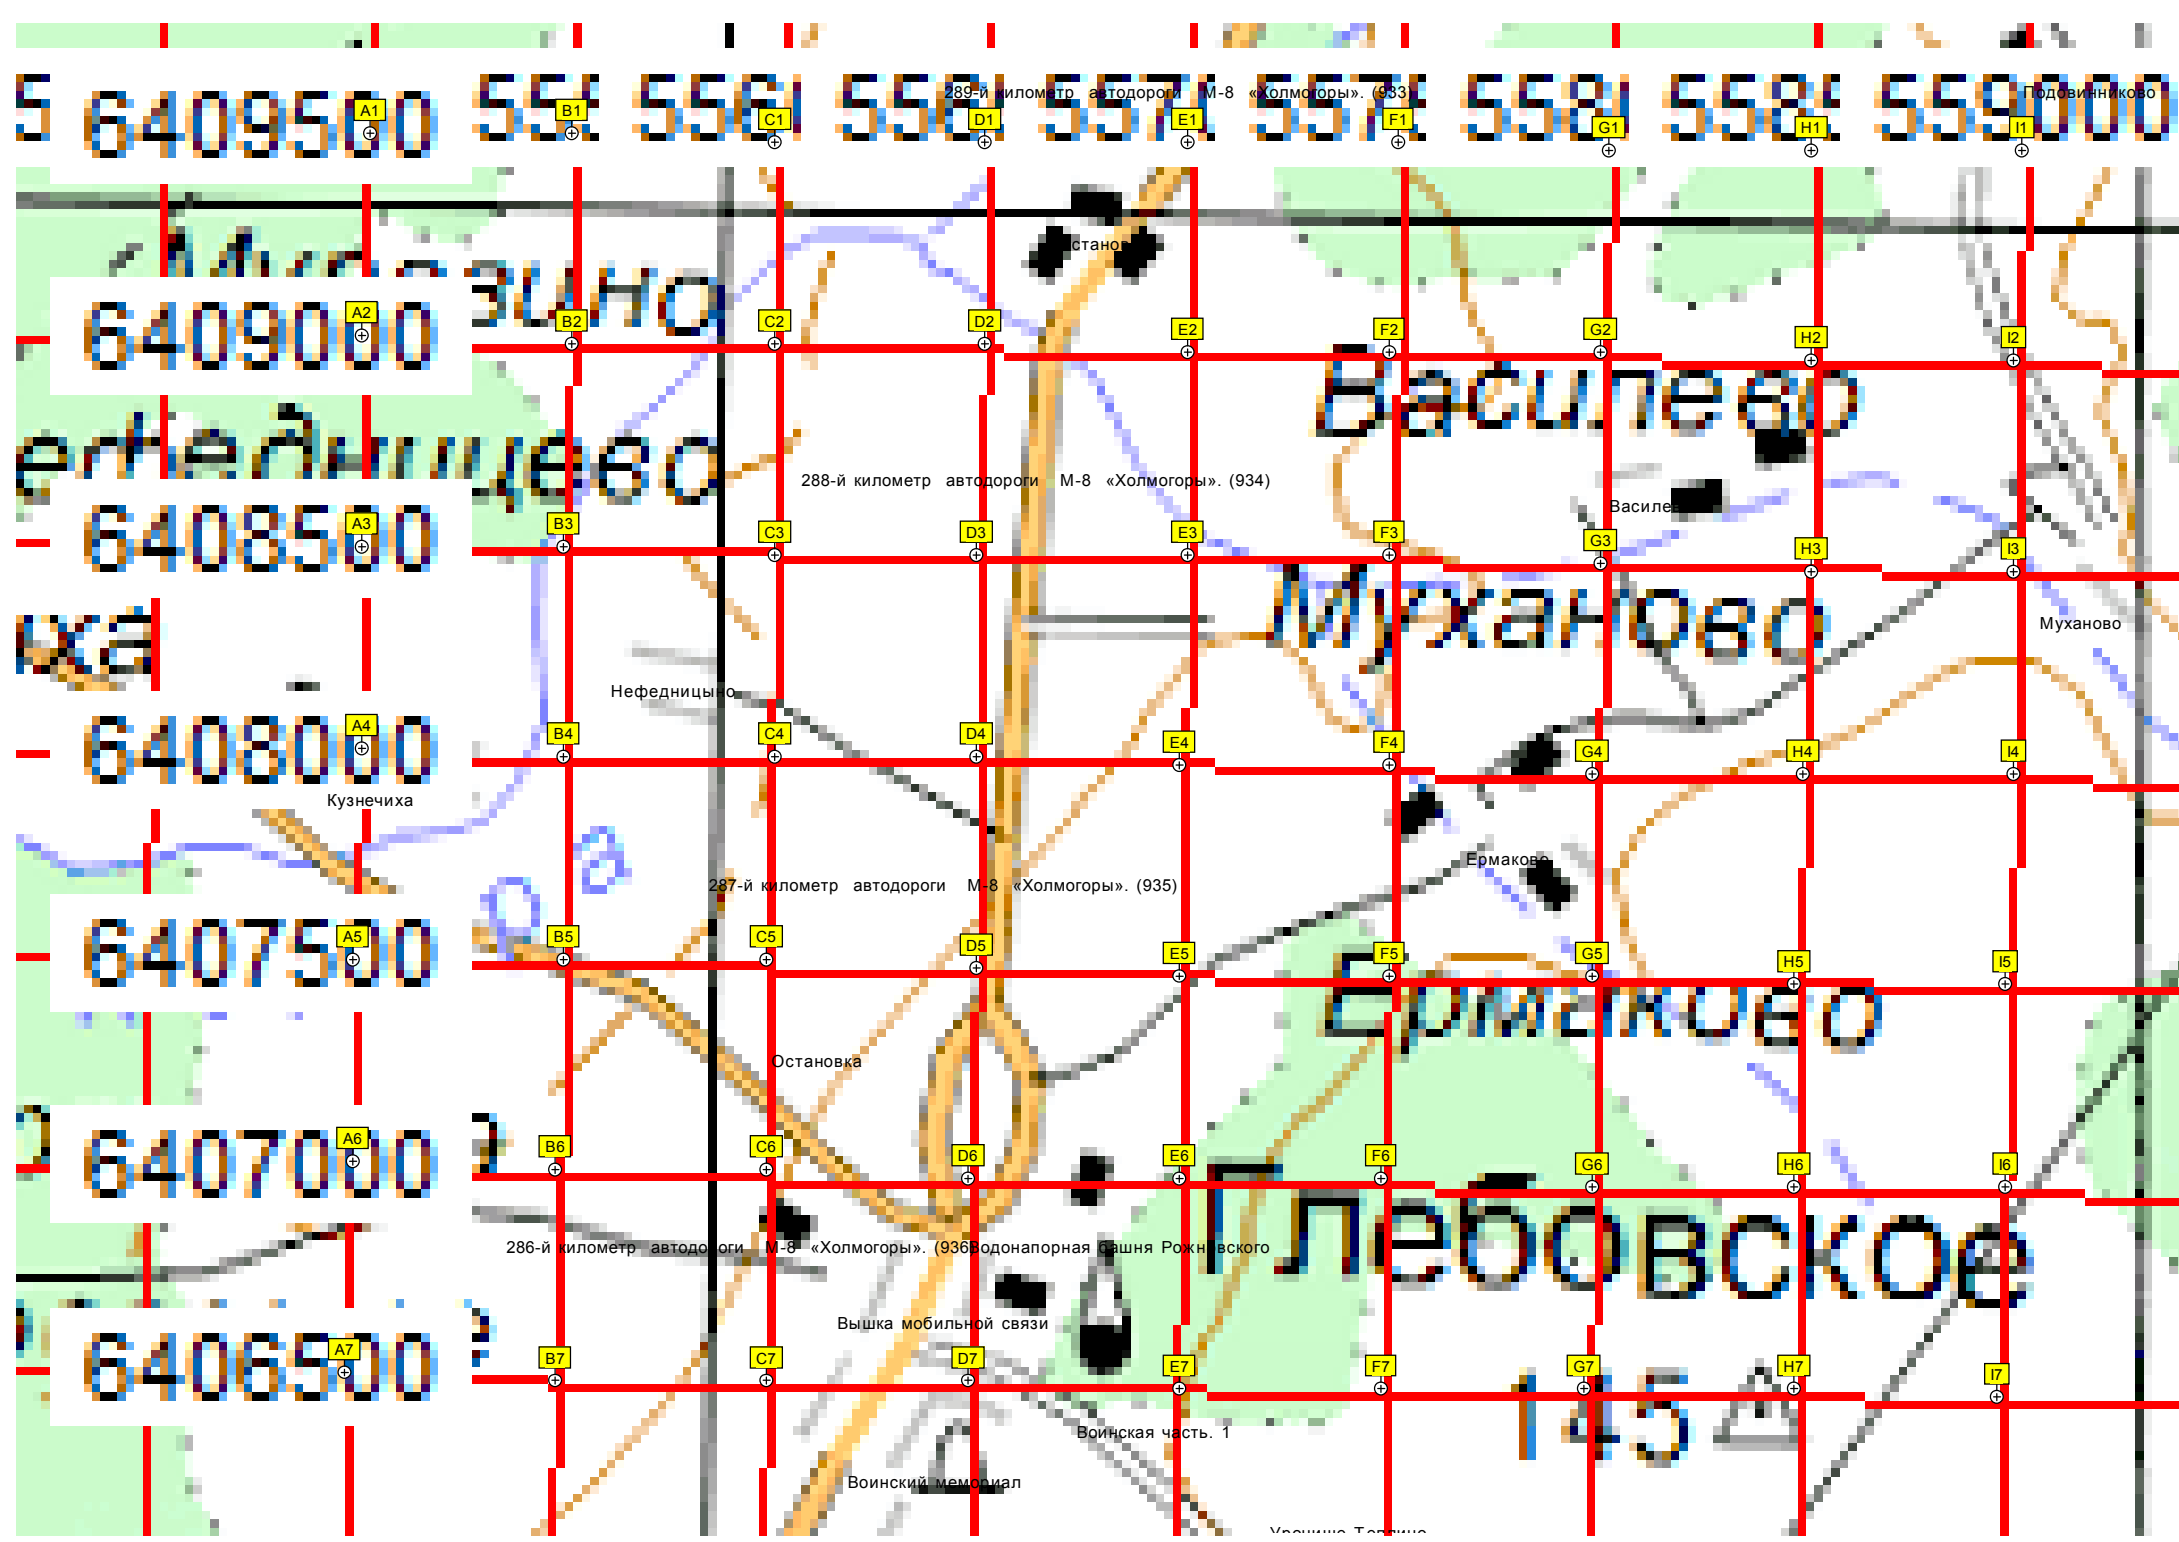 6409500
559000
289-й километр автодороги М-8 «Холмогоры». (933)
Подовинниково
A1 B1 C1 D1 E1 F1 G1 H1 I1
6409000
A2 B2 C2 D2 E2 F2 G2 H2 I2
Василево
288-й километр автодороги М-8 «Холмогоры». (934)
6408500
A3 B3 C3 D3 E3 F3 G3 H3 I3
Муханово
Муханово
Нефедницыно
6408000
A4 B4 C4 D4 E4 F4 G4 H4 I4
Кузнечиха
Ермаково
287-й километр автодороги М-8 «Холмогоры». (935)
6407500
A5 B5 C5 D5 E5 F5 G5 H5 I5
Ермаково
Остановка
6407000
A6 B6 C6 D6 E6 F6 G6 H6 I6
Глебовское
286-й километр автодороги М-8 «Холмогоры». (936
Водонапорная башня Рожновского
Вышка мобильной связи
6406500
A7 B7 C7 D7 E7 F7 G7 H7 I7
145
Воинская часть. 1
Воинский мемориал